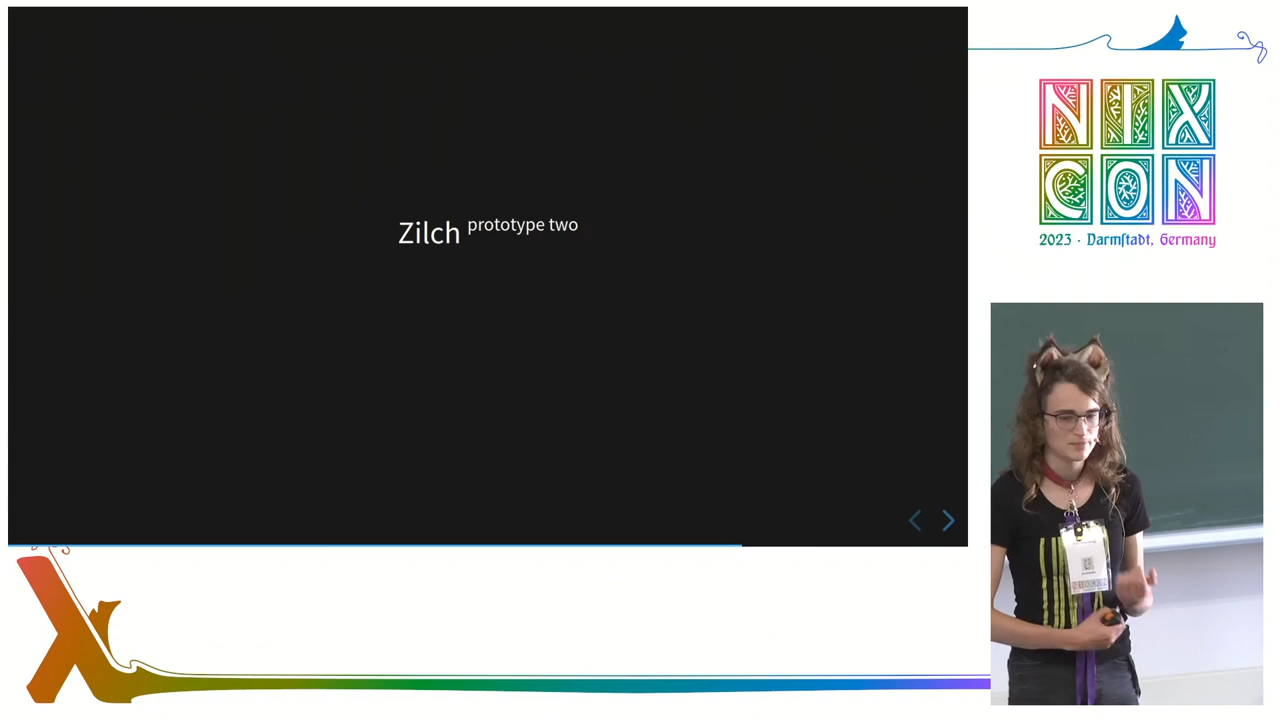 Zilch prototype two
NIX
CON
2023 · Darmſtadt, Germany